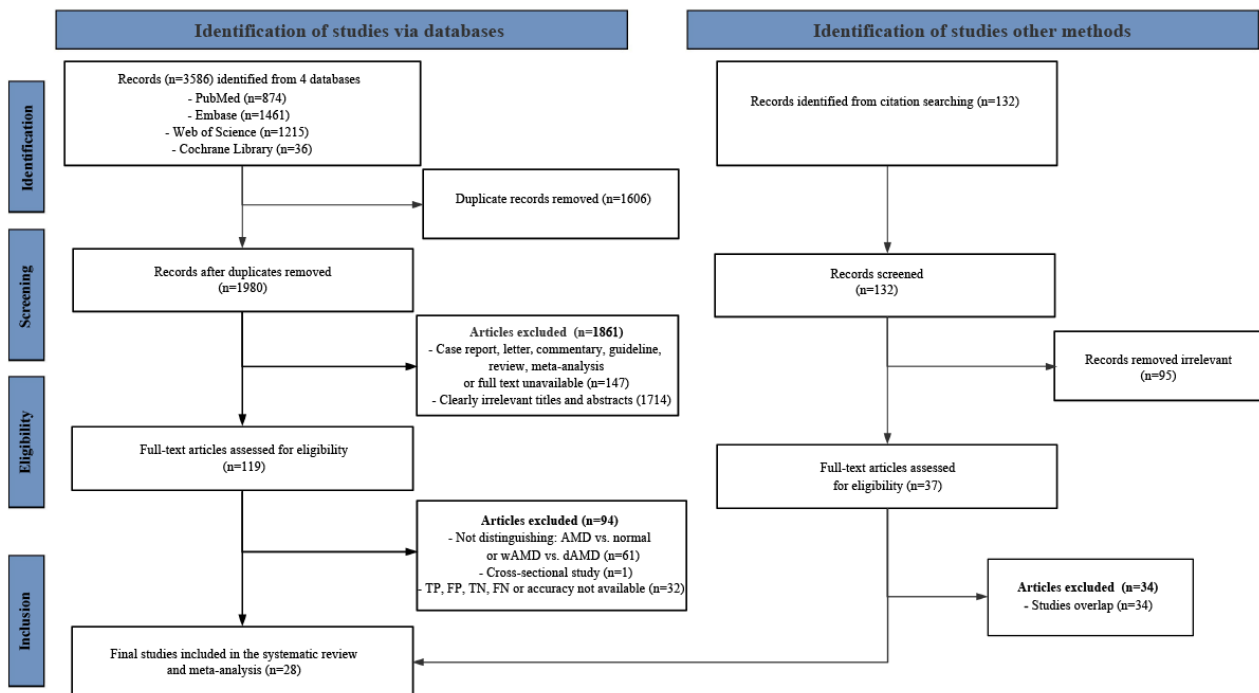 Identification of studies via databases
Identification of studies other methods
Identification
Records (n=3586) identified from 4 databases
- PubMed (n=874)
- Embase (n=1461)
- Web of Science (n=1215)
- Cochrane Library (n=36)
Records identified from citation searching (n=132)
Duplicate records removed (n=1606)
Screening
Records after duplicates removed
(n=1980)
Records screened
(n=132)
Articles excluded (n=1861)
- Case report, letter, commentary, guideline,
review, meta-analysis
or full text unavailable (n=147)
- Clearly irrelevant titles and abstracts (1714)
Records removed irrelevant
(n=95)
Eligibility
Full-text articles assessed for eligibility
(n=119)
Full-text articles assessed
for eligibility (n=37)
Articles excluded (n=94)
- Not distinguishing: AMD vs. normal
or wAMD vs. dAMD (n=61)
- Cross-sectional study (n=1)
- TP, FP, TN, FN or accuracy not available (n=32)
Articles excluded (n=34)
- Studies overlap (n=34)
Inclusion
Final studies included in the systematic review
and meta-analysis (n=28)